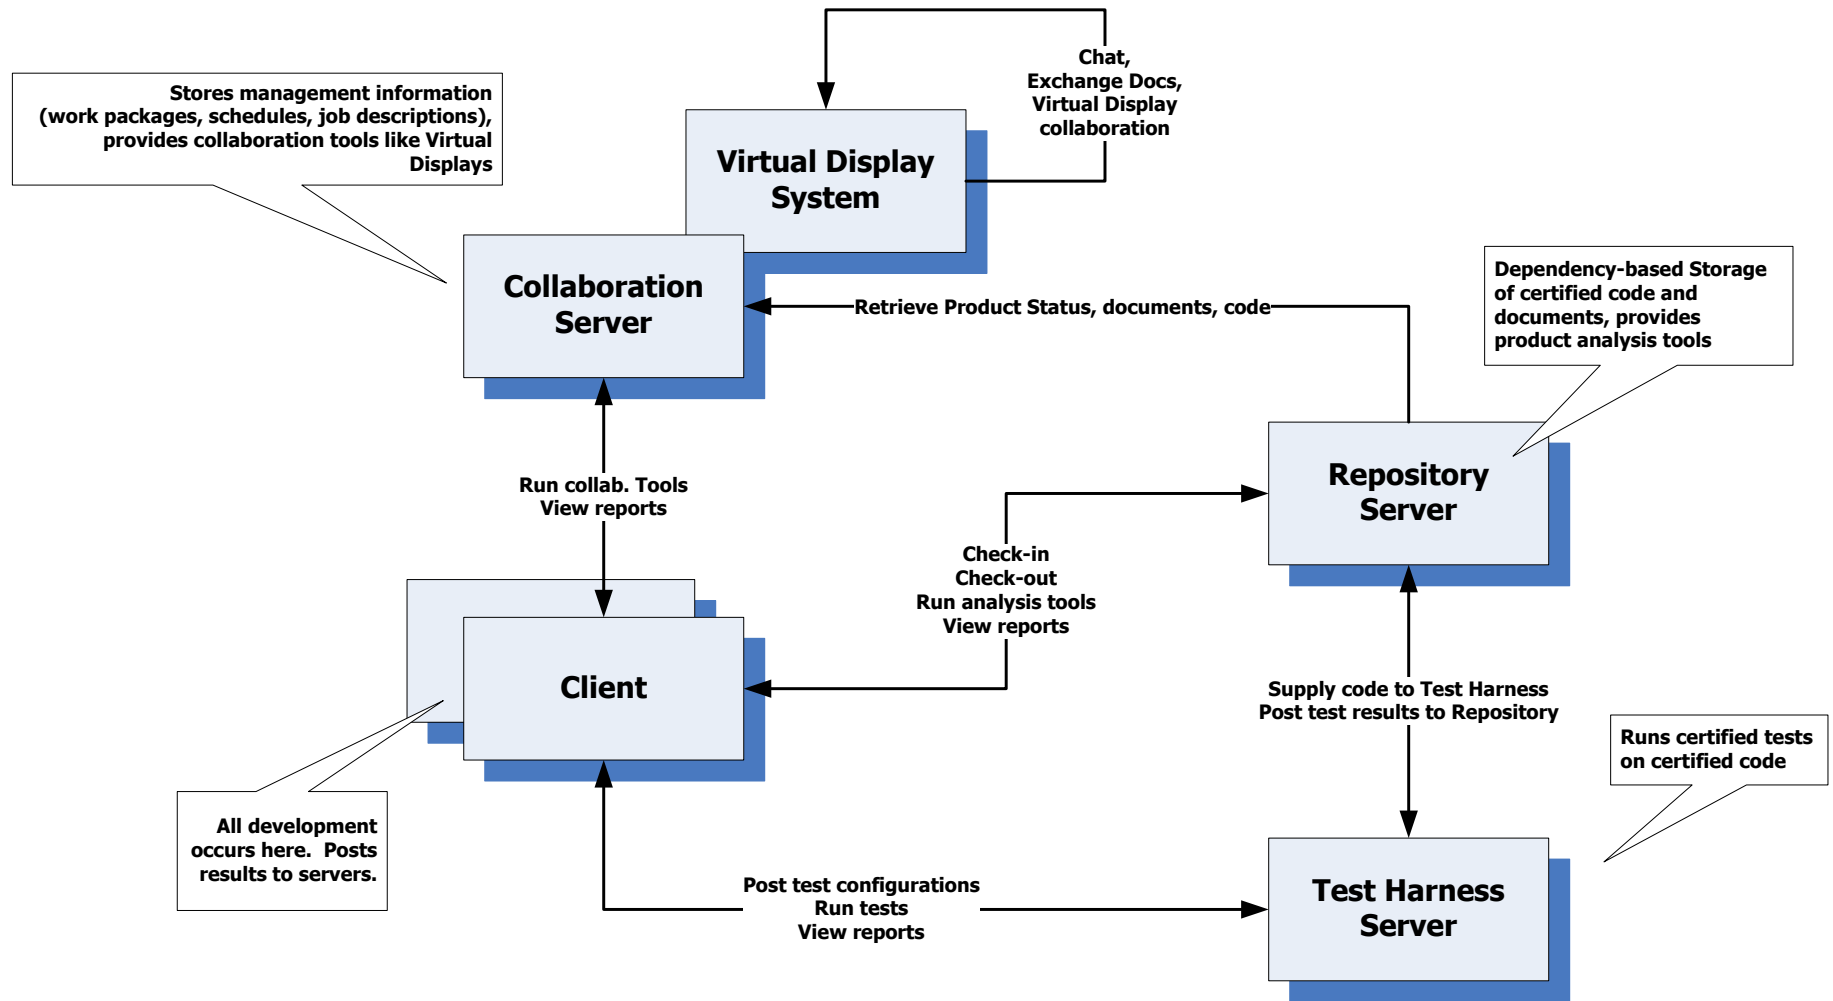 Chat,
Exchange Docs,
Virtual Display
collaboration
Stores management information
(work packages, schedules, job descriptions),
provides collaboration tools like Virtual
Displays
Virtual Display
System
Collaboration
Server
Retrieve Product Status, documents, code
Dependency-based Storage
of certified code and
documents, provides
product analysis tools
Repository
Server
Run collab. Tools
View reports
Check-in
Check-out
Run analysis tools
View reports
Client
Supply code to Test Harness
Post test results to Repository
Runs certified tests
on certified code
All development
occurs here.  Posts
results to servers.
Post test configurations
Run tests
View reports
Test Harness
Server